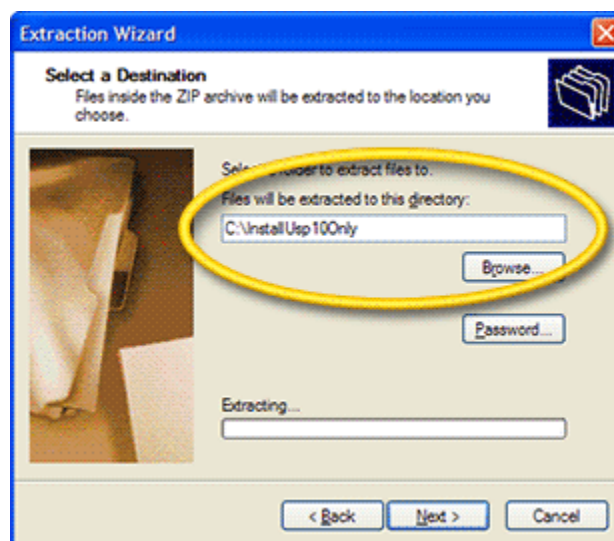 Extraction Wizard
Select a Destination
Files inside the ZIP archive will be extracted to the location you
choose.
Select a folder to extract files to.
Files will be extracted to this directory:
C:\InstallUsp10Only
Browse...
Password...
Extracting...
< Back
Next >
Cancel